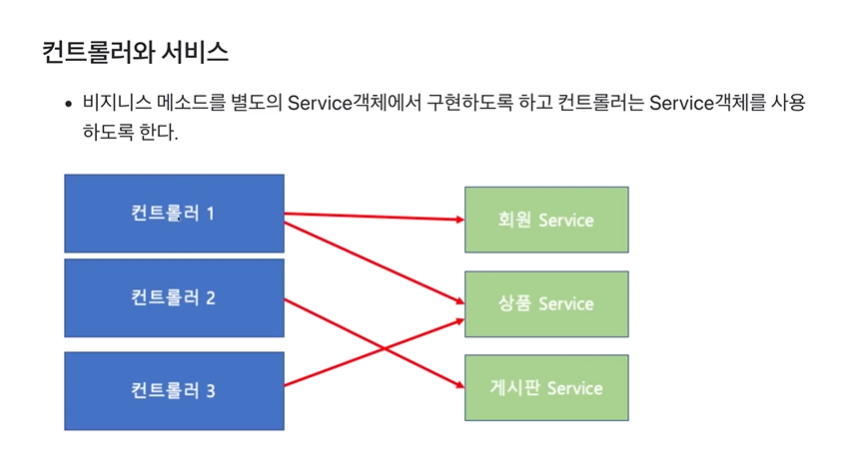 컨트롤러와 서비스
• 비지니스 메소드를 별도의 Service객체에서 구현하도록 하고 컨트롤러는 Service객체를 사용
하도록 한다.
컨트롤러 1
회원 Service
컨트롤러 2
상품 Service
컨트롤러 3
게시판 Service